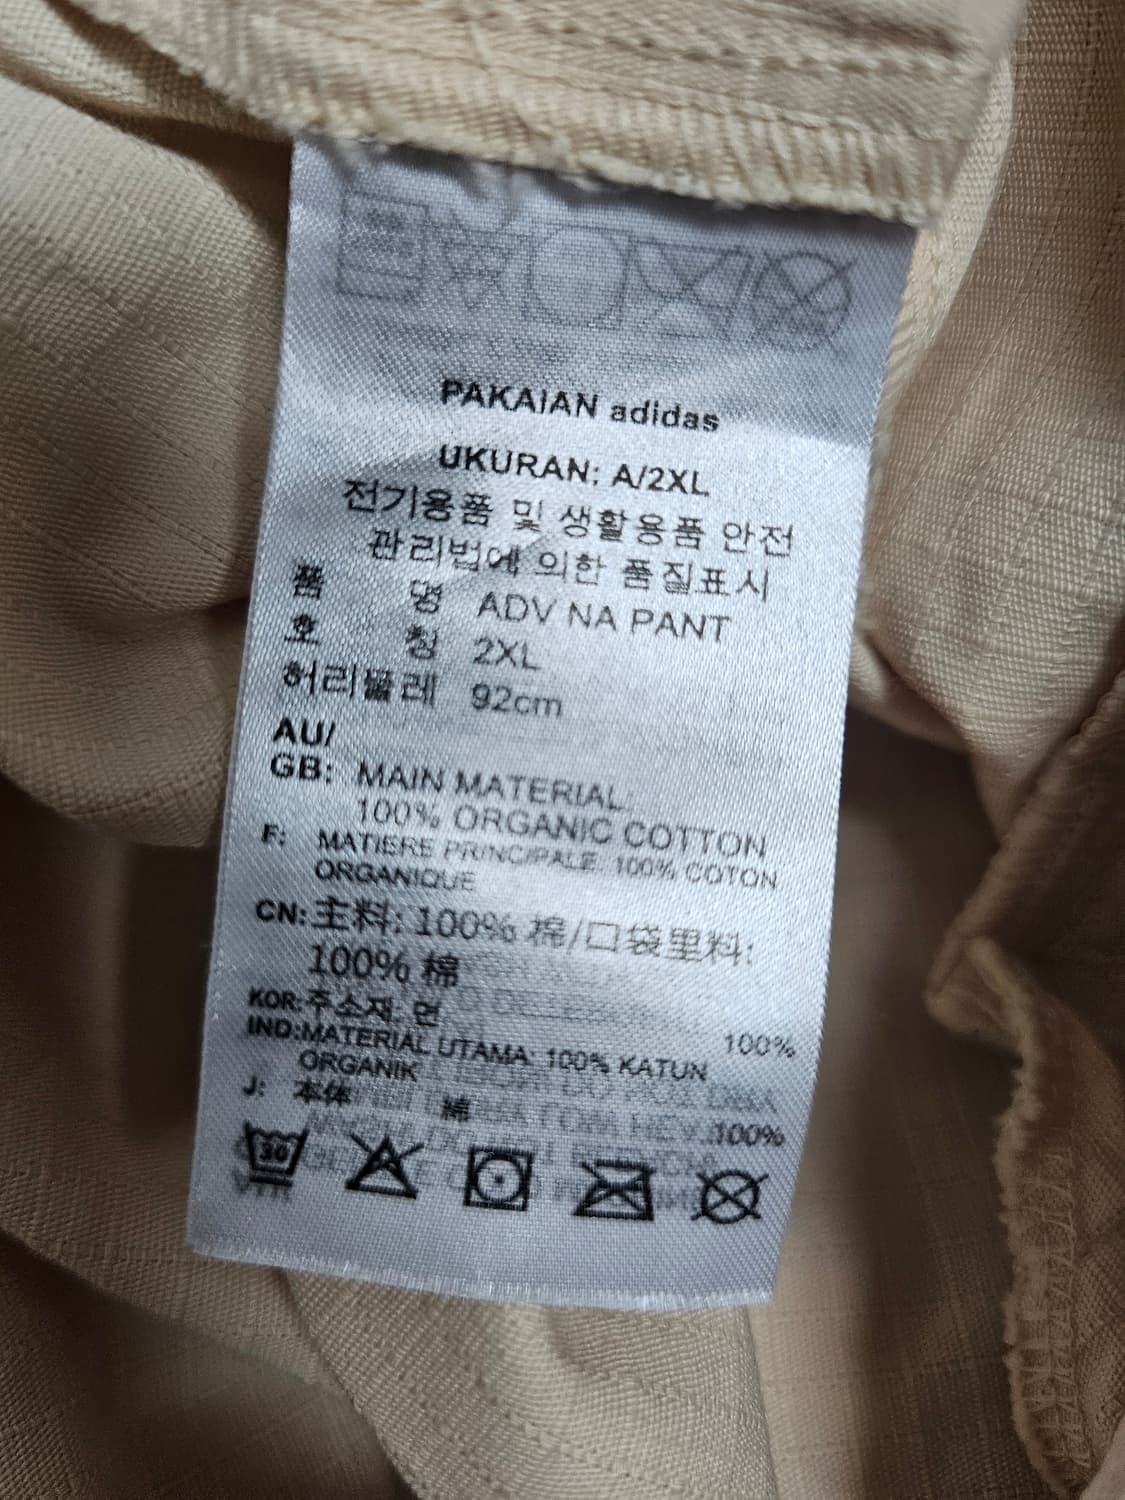 PAKAIAN adidas
UKURAN: A/2XL
전기용품 및 생활용품 안전
관리법에 의한 품질표시
품 명 ADV NA PANT
호 칭 2XL
허리둘레 92cm
AU/
GB: MAIN MATERIAL:
100% ORGANIC COTTON
F: MATIERE PRINCIPALE: 100% COTON
ORGANIQUE
CN: 主料: 100% 棉/口袋里料:
100% 棉
KOR: 주소재: 면 100%
IND: MATERIAL UTAMA: 100% KATUN
ORGANIK
J: 本体 綿 100%
30